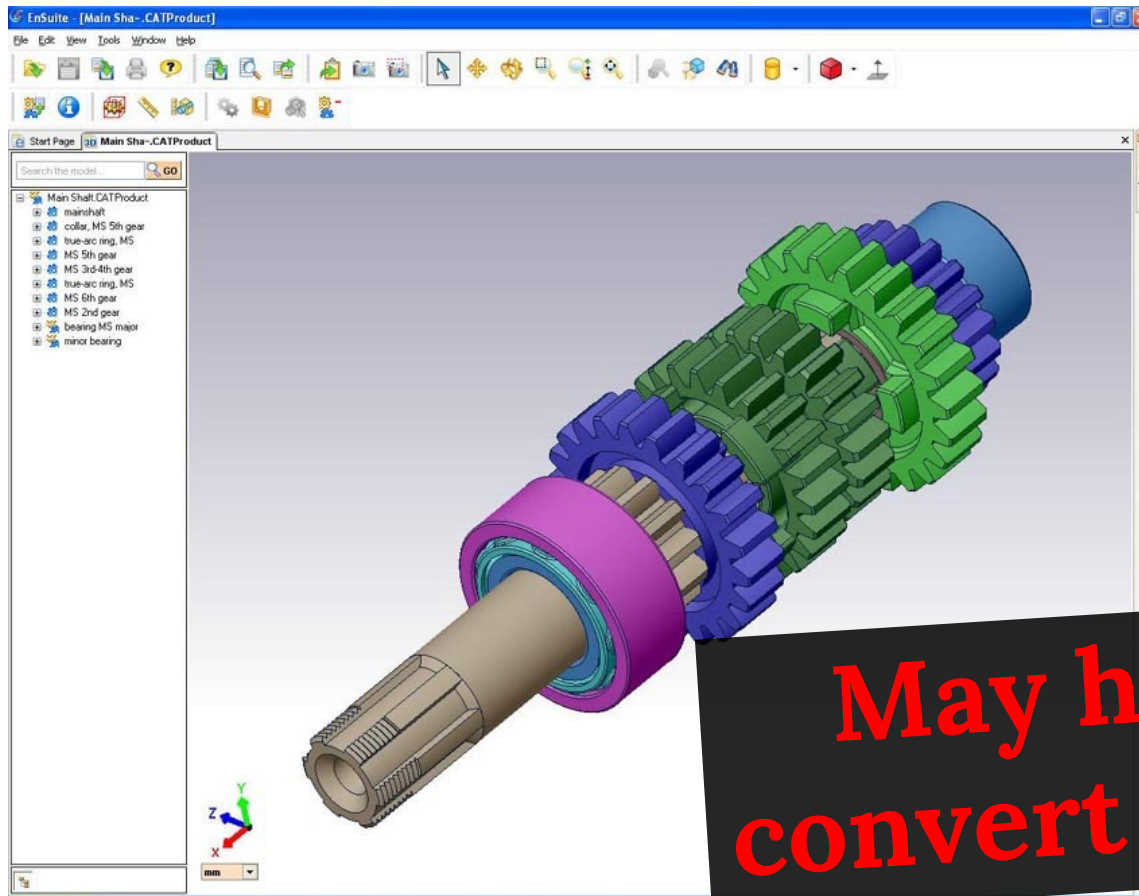 EnSuite - [Main Sha~.CATProduct]
File Edit View Tools Window Help
Start Page 3D Main Sha~.CATProduct
Search the model... GO
Main Shaft.CATProduct
mainshaft
collar, MS 5th gear
true-arc ring, MS
MS 5th gear
MS 3rd-4th gear
true-arc ring, MS
MS 6th gear
MS 2nd gear
bearing MS major
minor bearing
Y
Z
X
mm
May h
convert